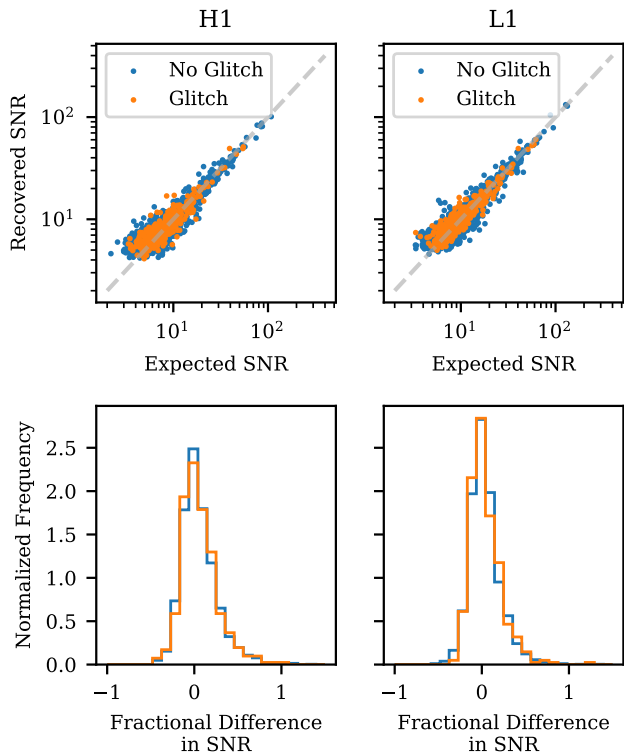 H1
L1
No Glitch
Glitch
No Glitch
Glitch
Recovered SNR
10²
10¹
10¹
10²
10¹
10²
Expected SNR
Expected SNR
Normalized Frequency
2.5
2.0
1.5
1.0
0.5
0.0
−1
0
1
−1
0
1
Fractional Difference
in SNR
Fractional Difference
in SNR